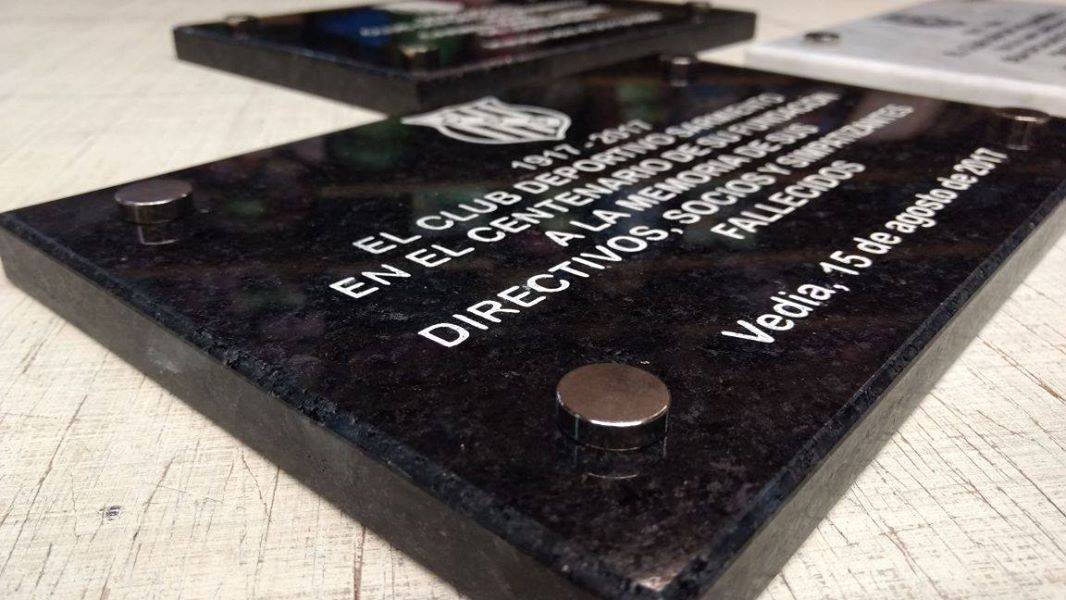 1917 - 2017
EL CLUB DEPORTIVO SARMIENTO
EN EL CENTENARIO DE SU FUNDACION
A LA MEMORIA DE SUS
DIRECTIVOS, SOCIOS Y SIMPATIZANTES
FALLECIDOS
Vedia, 15 de agosto de 2017